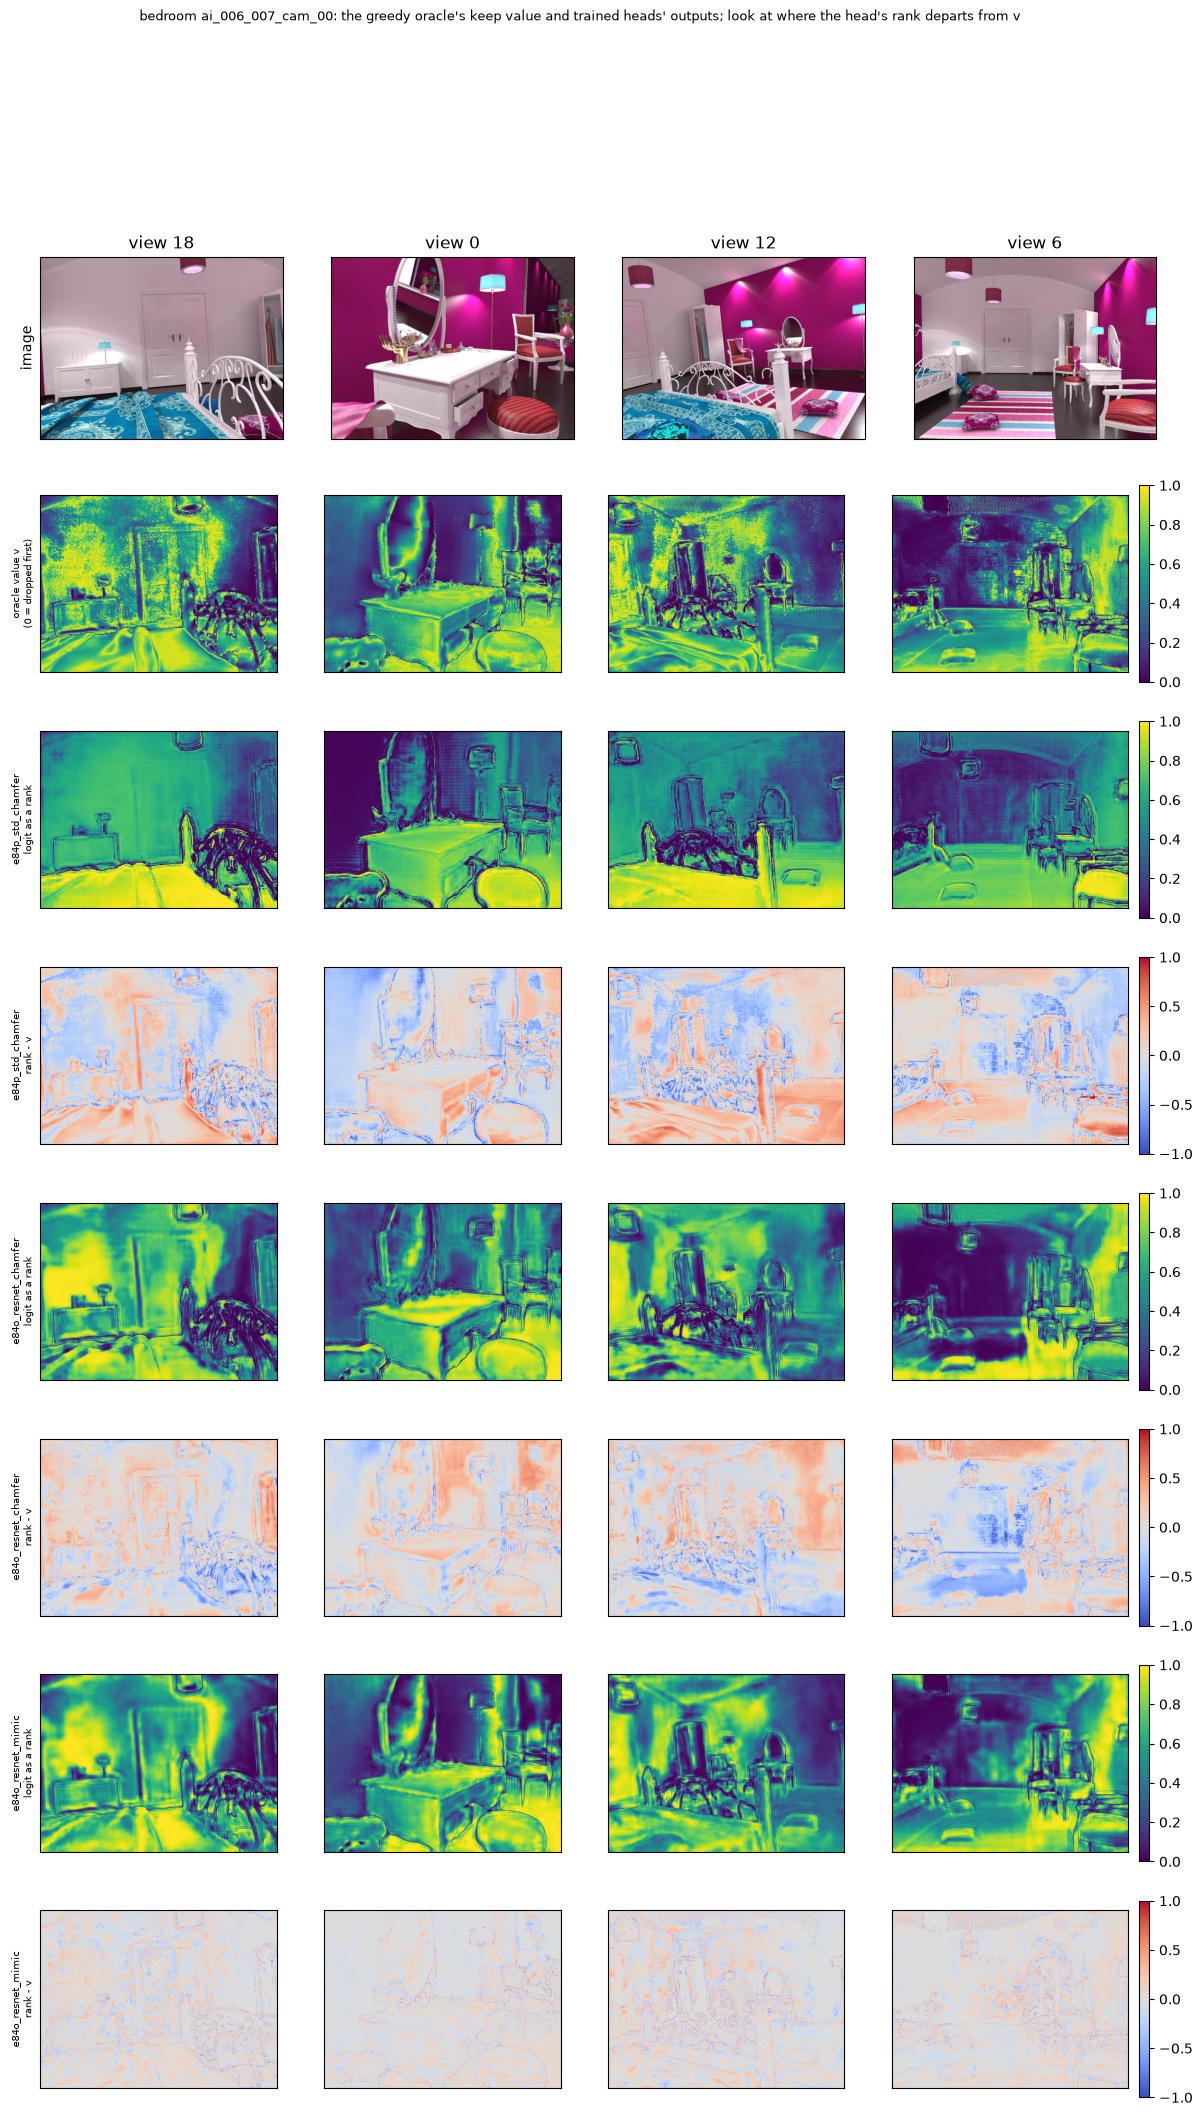 bedroom ai_006_007_cam_00: the greedy oracle's keep value and trained heads' outputs; look at where the head's rank departs from v
view 18
view 0
view 12
view 6
image
oracle value v
(0 = dropped first)
1.0
0.8
0.6
0.4
0.2
0.0
e84p_std_chamfer
logit as a rank
1.0
0.8
0.6
0.4
0.2
0.0
e84p_std_chamfer
rank - v
1.0
0.5
0.0
−0.5
−1.0
e84o_resnet_chamfer
logit as a rank
1.0
0.8
0.6
0.4
0.2
0.0
e84o_resnet_chamfer
rank - v
1.0
0.5
0.0
−0.5
−1.0
e84o_resnet_mimic
logit as a rank
1.0
0.8
0.6
0.4
0.2
0.0
e84o_resnet_mimic
rank - v
1.0
0.5
0.0
−0.5
−1.0